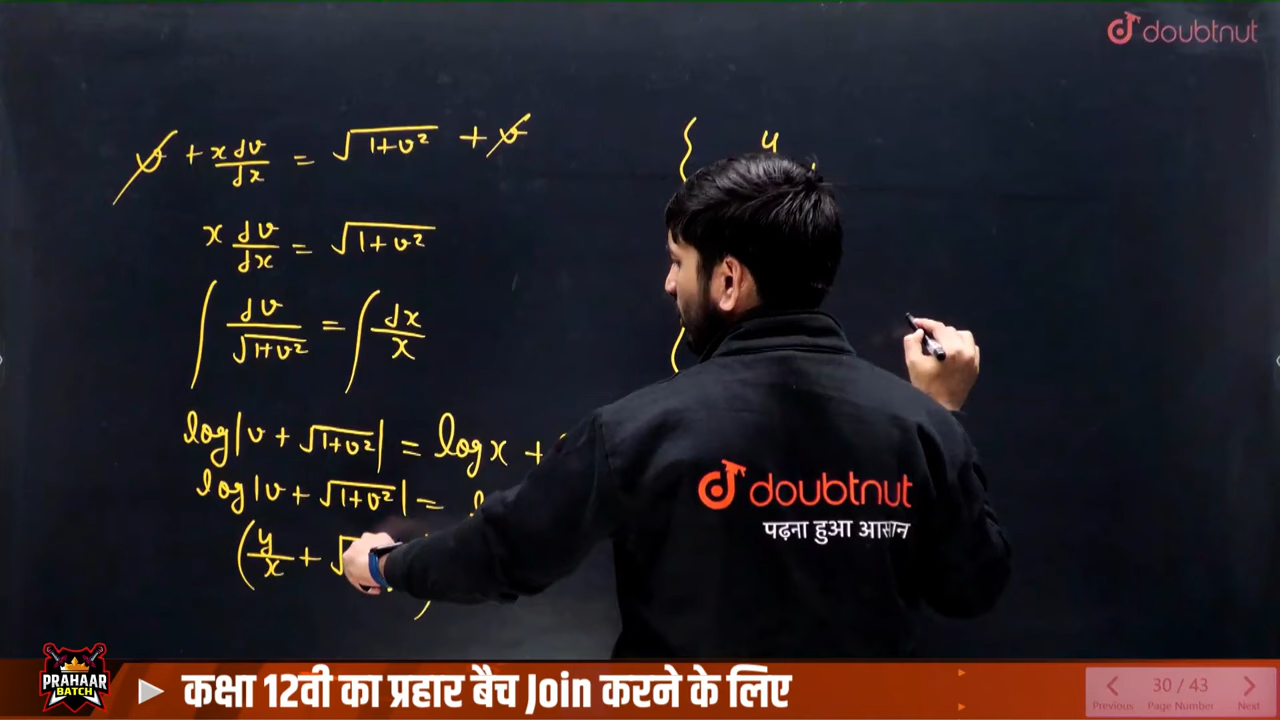 doubtnut
v + x dv/dx = √(1+v²) + v
x dv/dx = √(1+v²)
∫ dv/√(1+v²) = ∫ dx/x
log|v + √(1+v²)| = log x +
log|v + √(1+v²)| =
(y/x + √
doubtnut
पढ़ना हुआ आसान
PRAHAAR
BATCH
कक्षा 12वी का प्रहार बैच Join करने के लिए
30 / 43
Previous Page Number Next